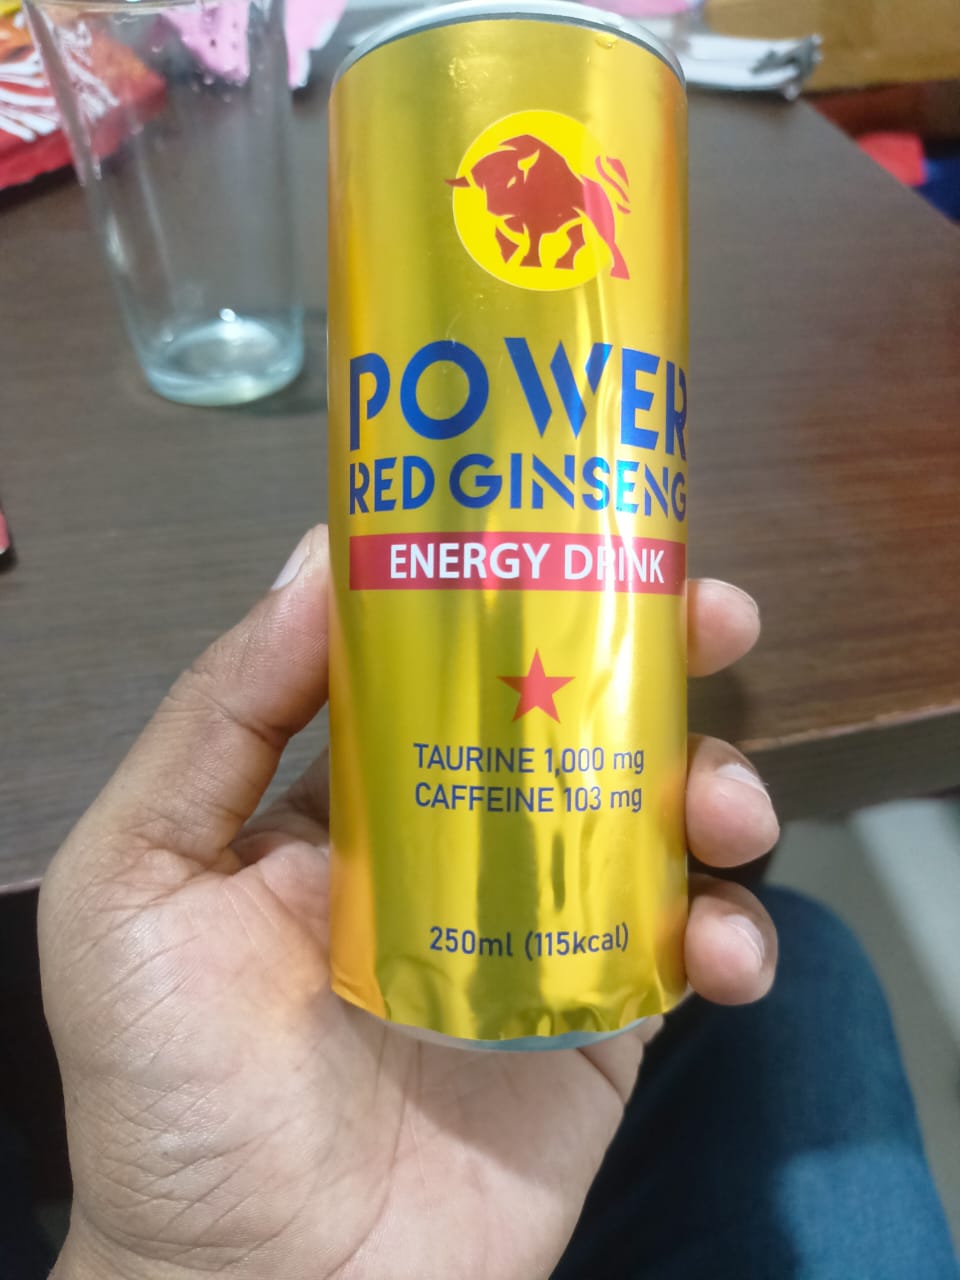 POWER
RED GINSENG
ENERGY DRINK
TAURINE 1,000 mg
CAFFEINE 103 mg
250ml (115kcal)